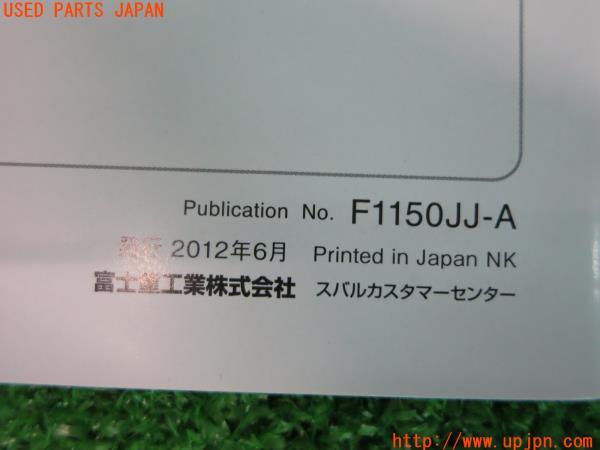 USED PARTS JAPAN
Publication No. F1150JJ-A
発行 2012年6月 Printed in Japan NK
富士重工業株式会社 スバルカスタマーセンター
http://www.upjpn.com/